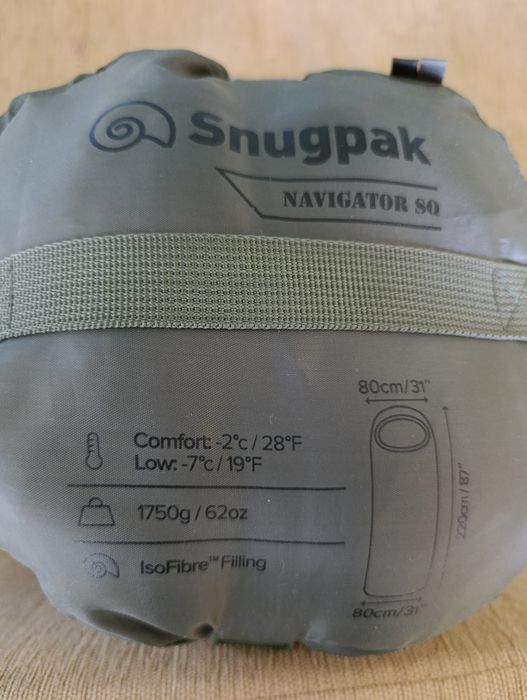 Snugpak
NAVIGATOR SQ
80cm/31"
Comfort: -2°c / 28°F
Low: -7°c / 19°F
1750g / 62oz
IsoFibre™ Filling
220cm / 87"
80cm/31"